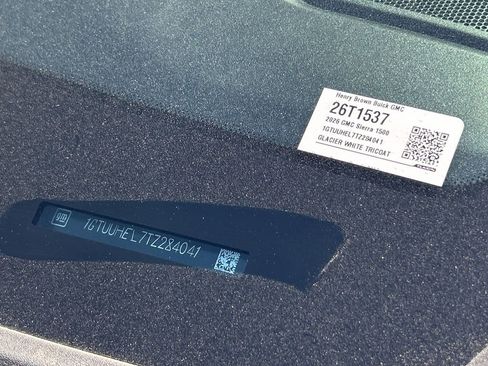 Henry Brown Buick GMC
26T1537
2026 GMC Sierra 1500
1GTUUHEL7TZ284041
GLACIER WHITE TRICOAT
GM
1GTUUHEL7TZ284041